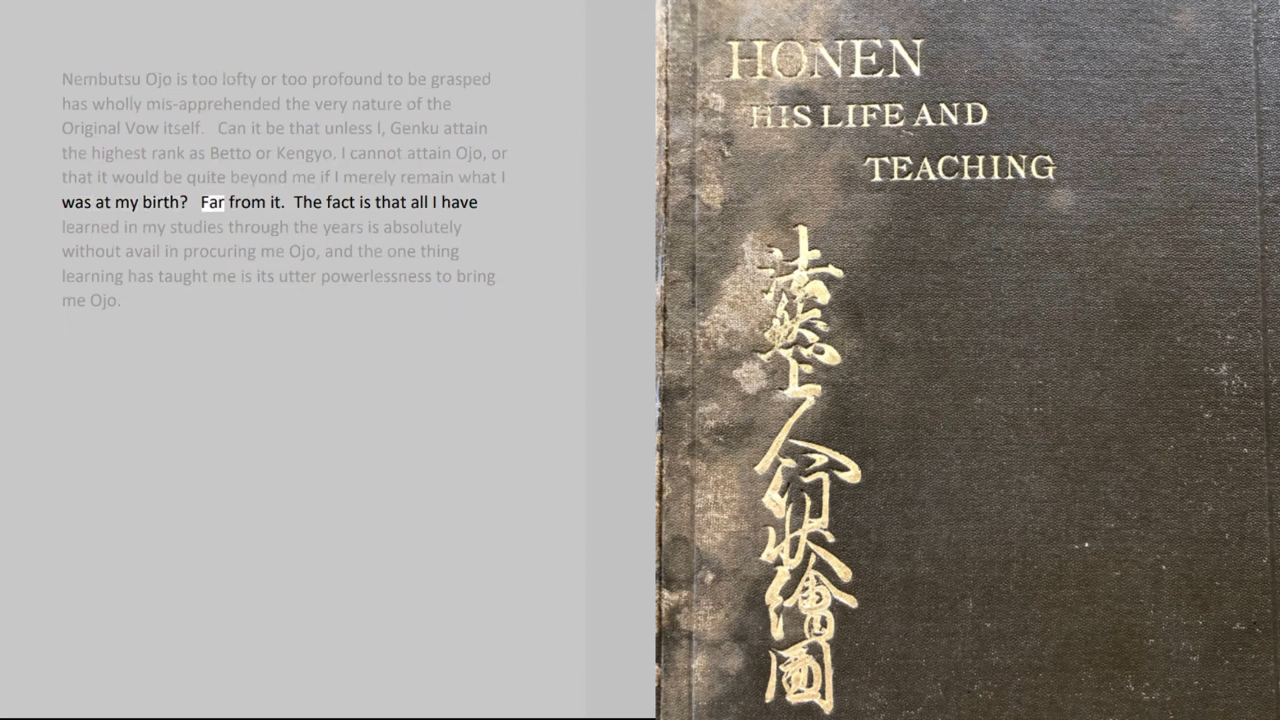 Nembutsu Ojo is too lofty or too profound to be grasped
has wholly mis-apprehended the very nature of the
Original Vow itself.   Can it be that unless I, Genku attain
the highest rank as Betto or Kengyo. I cannot attain Ojo, or
that it would be quite beyond me if I merely remain what I
was at my birth?   Far from it.  The fact is that all I have
learned in my studies through the years is absolutely
without avail in procuring me Ojo, and the one thing
learning has taught me is its utter powerlessness to bring
me Ojo.
HONEN
HIS LIFE AND
TEACHING
法然上人行状繪圖